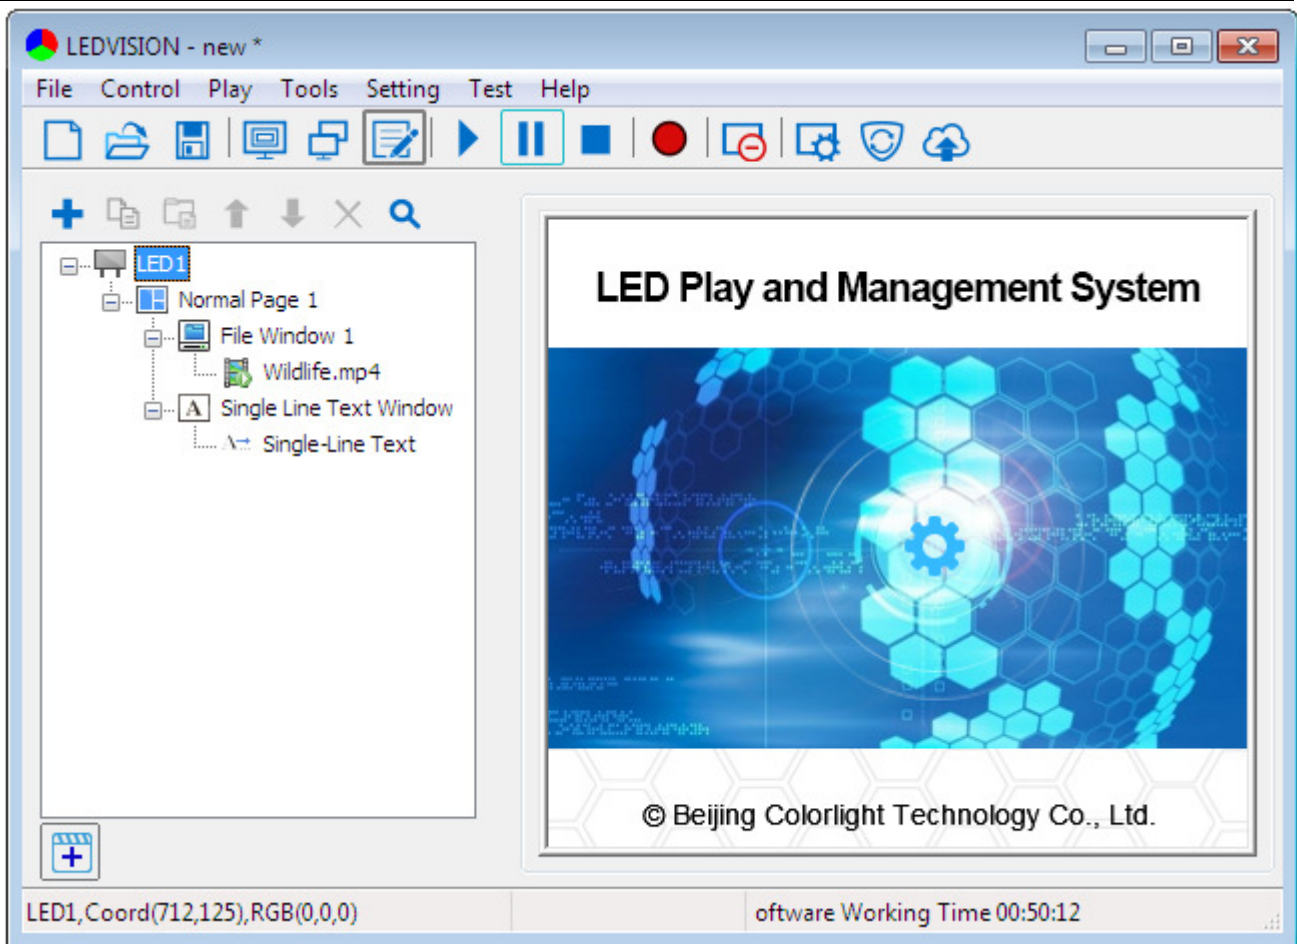 LEDVISION - new *
File Control Play Tools Setting Test Help
LED1
Normal Page 1
File Window 1
Wildlife.mp4
A Single Line Text Window
A Single-Line Text
LED Play and Management System
© Beijing Colorlight Technology Co., Ltd.
LED1,Coord(712,125),RGB(0,0,0)
oftware Working Time 00:50:12